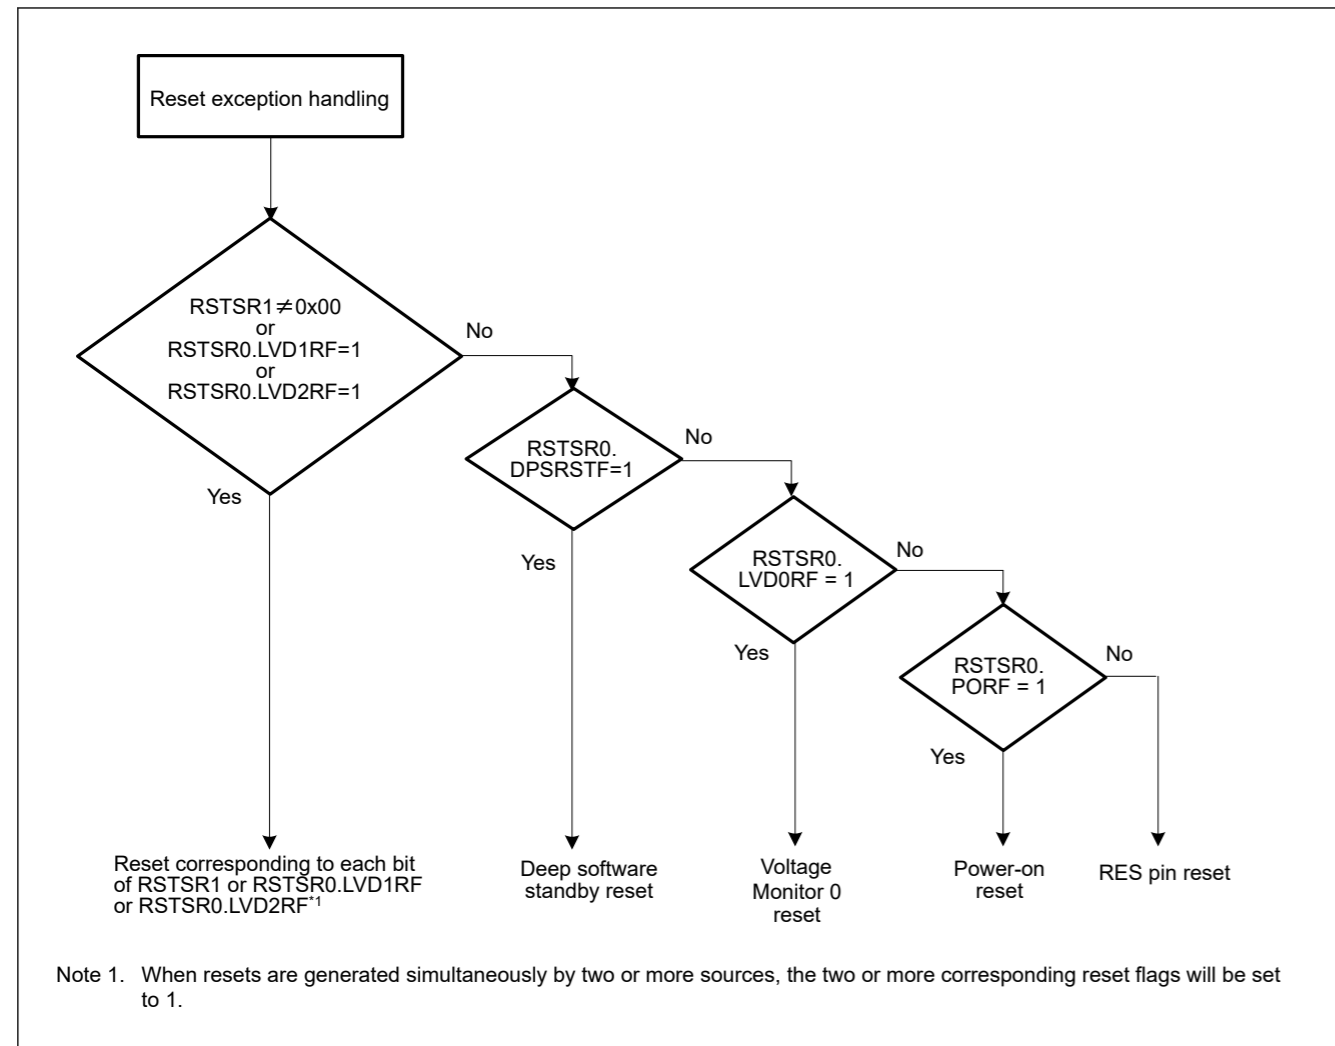 Reset exception handling
RSTSR1≠0x00
or
RSTSR0.LVD1RF=1
or
RSTSR0.LVD2RF=1
No
Yes
RSTSR0.
DPSRSTF=1
No
Yes
RSTSR0.
LVD0RF = 1
No
Yes
RSTSR0.
PORF = 1
No
Yes
Reset corresponding to each bit
of RSTSR1 or RSTSR0.LVD1RF
or RSTSR0.LVD2RF*1
Deep software
standby reset
Voltage
Monitor 0
reset
Power-on
reset
RES pin reset
Note 1. When resets are generated simultaneously by two or more sources, the two or more corresponding reset flags will be set
to 1.